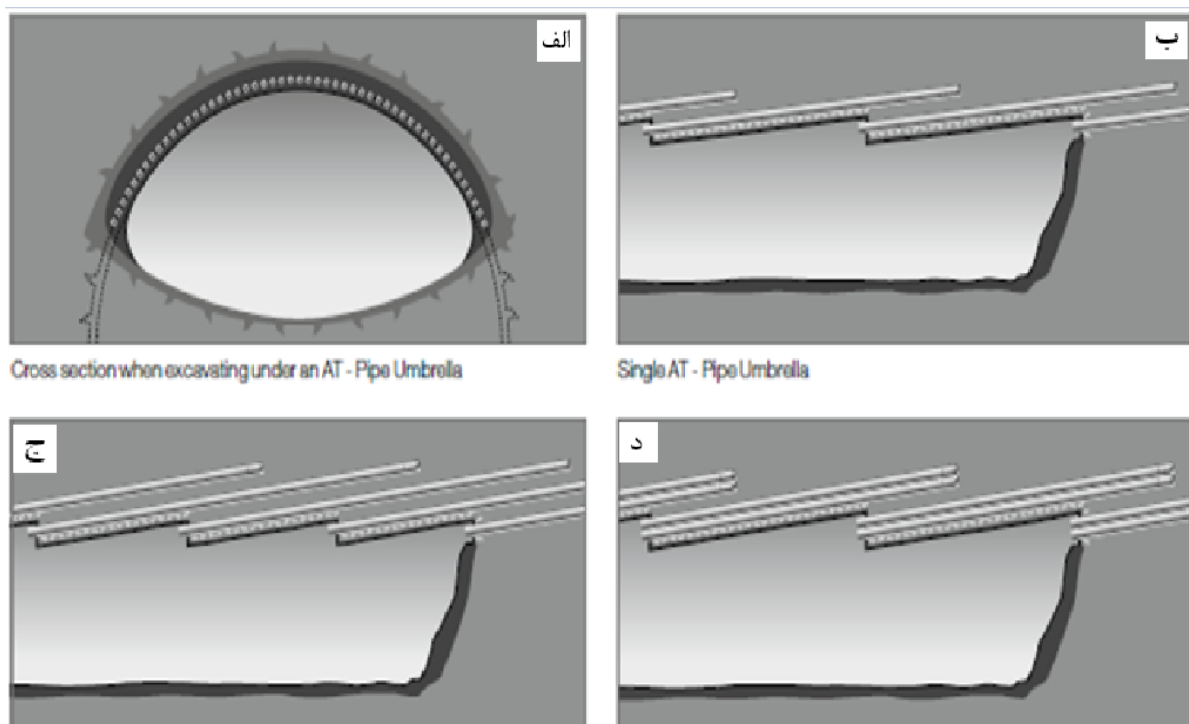 الف
ب
Cross section when excavating under an AT - Pipe Umbrella
Single AT - Pipe Umbrella
ج
د